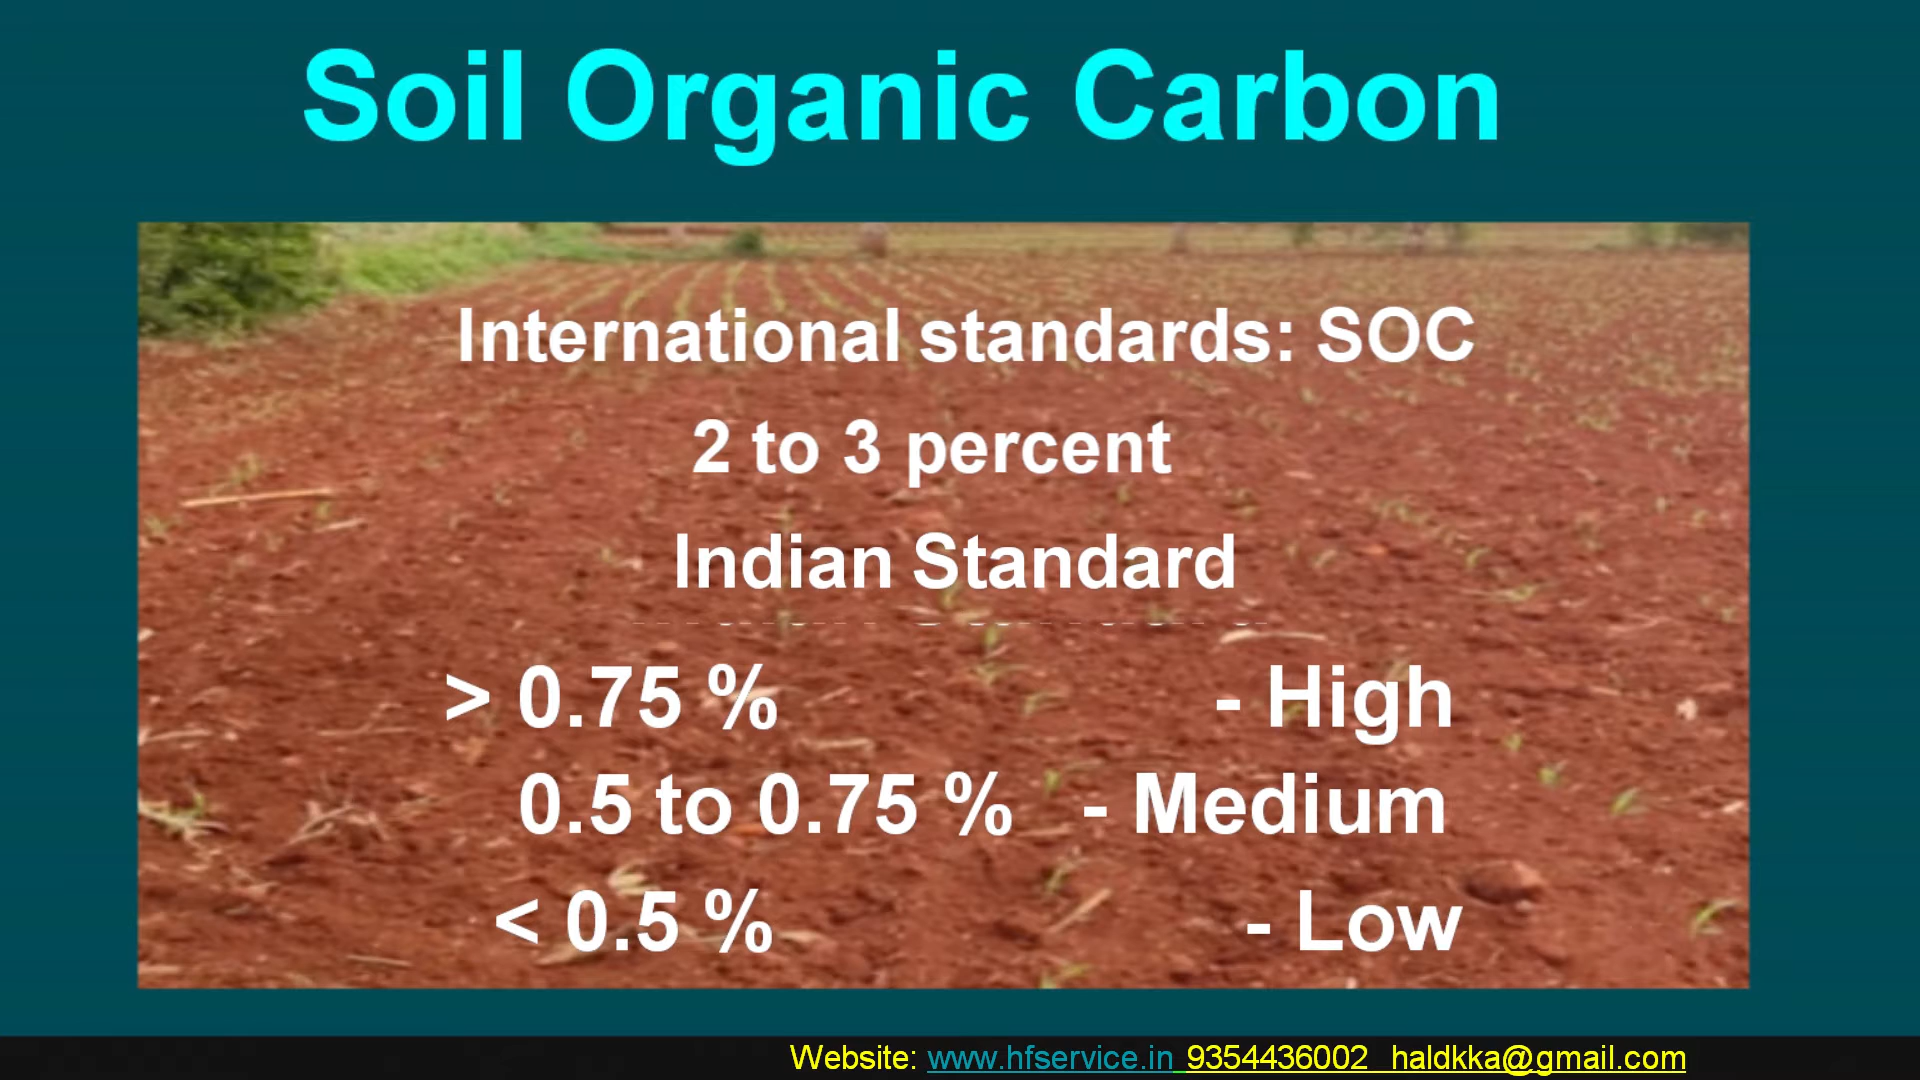 Soil Organic Carbon
International standards: SOC
2 to 3 percent
Indian Standard
> 0.75 % - High
0.5 to 0.75 % - Medium
< 0.5 % - Low
Website: www.hfservice.in 9354436002 haldkka@gmail.com